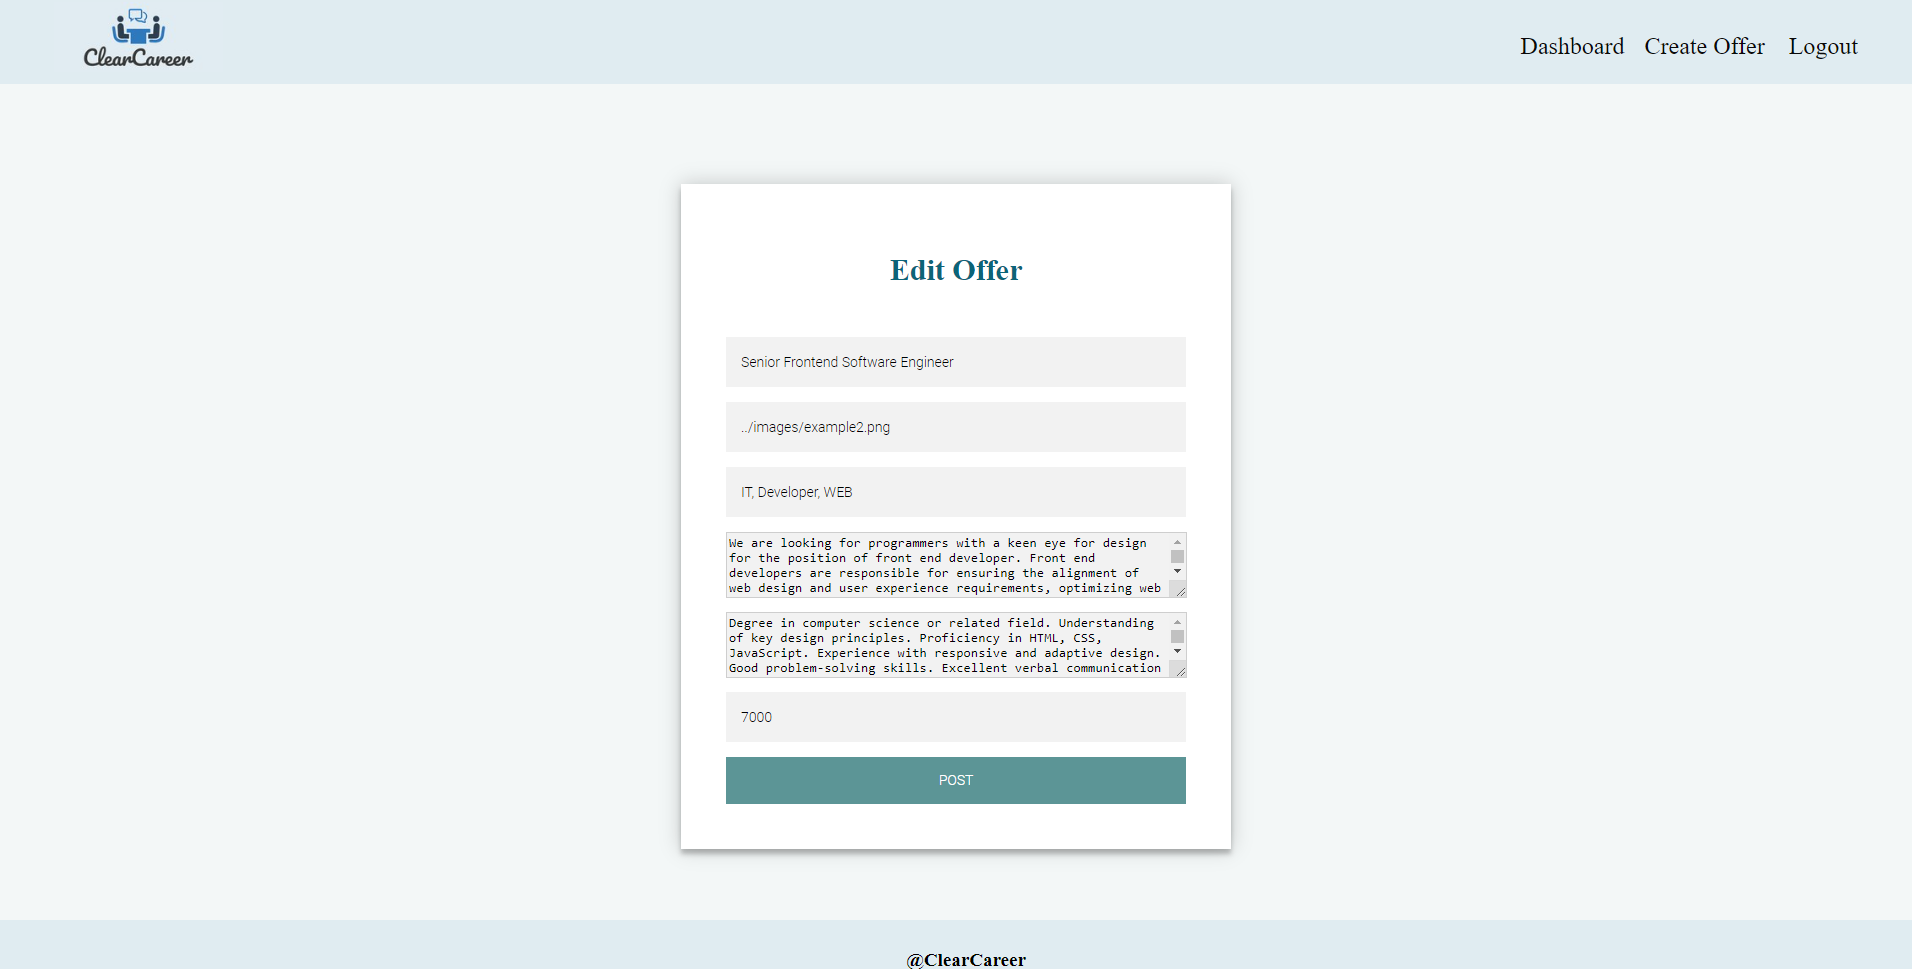 ClearCareer
Dashboard Create Offer Logout
Edit Offer
Senior Frontend Software Engineer
../images/example2.png
IT, Developer, WEB
We are looking for programmers with a keen eye for design
for the position of front end developer. Front end
developers are responsible for ensuring the alignment of
web design and user experience requirements, optimizing web
Degree in computer science or related field. Understanding
of key design principles. Proficiency in HTML, CSS,
JavaScript. Experience with responsive and adaptive design.
Good problem-solving skills. Excellent verbal communication
7000
POST
@ClearCareer